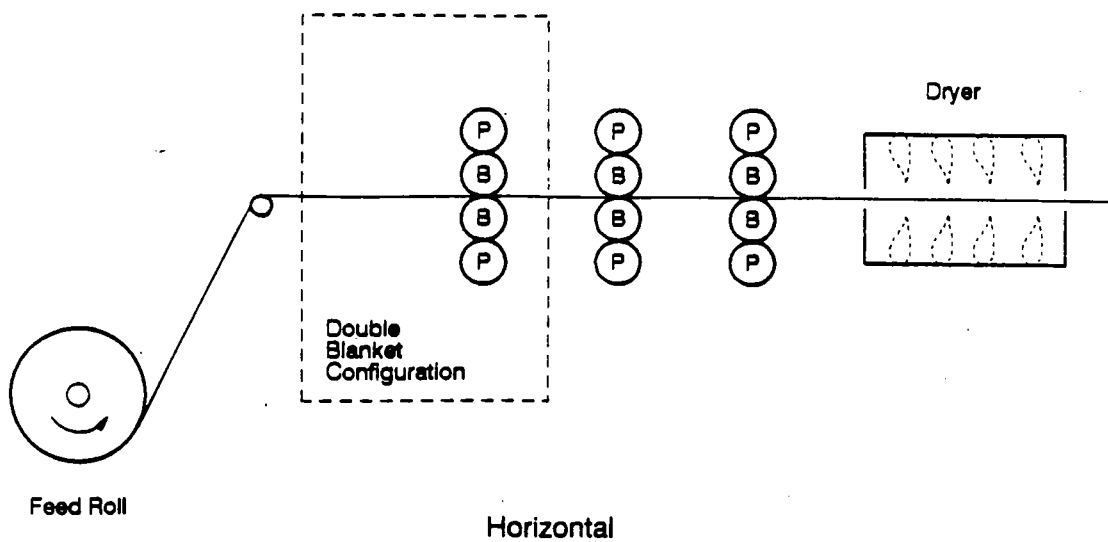 Dryer
P P P
B B B
B B B
P P P
Double
Blanket
Configuration
Feed Roll
Horizontal